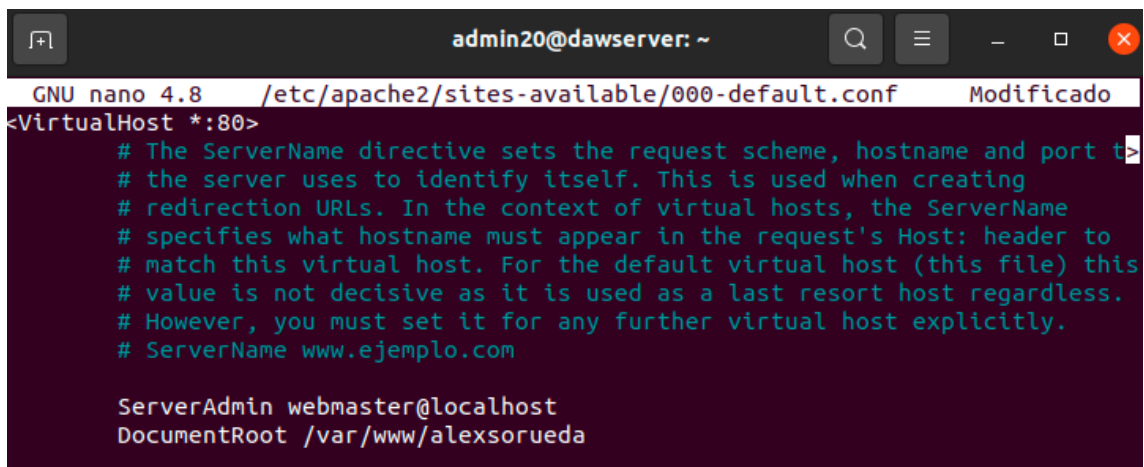 admin20@dawserver: ~
GNU nano 4.8 /etc/apache2/sites-available/000-default.conf Modificado
<VirtualHost *:80>
# The ServerName directive sets the request scheme, hostname and port t>
# the server uses to identify itself. This is used when creating
# redirection URLs. In the context of virtual hosts, the ServerName
# specifies what hostname must appear in the request's Host: header to
# match this virtual host. For the default virtual host (this file) this
# value is not decisive as it is used as a last resort host regardless.
# However, you must set it for any further virtual host explicitly.
# ServerName www.ejemplo.com
ServerAdmin webmaster@localhost
DocumentRoot /var/www/alexsorueda